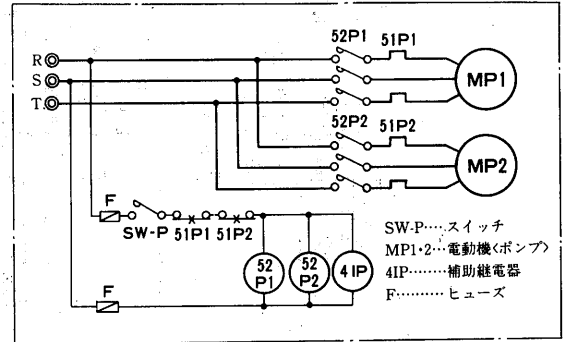 52P1 51P1
R
S
T
MP1
52P2 51P2
MP2
F
SW-P 51P1 51P2
52
P1
52
P2
4IP
F
SW-P････スイッチ
MP1･2･･･電動機<ポンプ>
4IP････････補助継電器
F･･････････ヒューズ